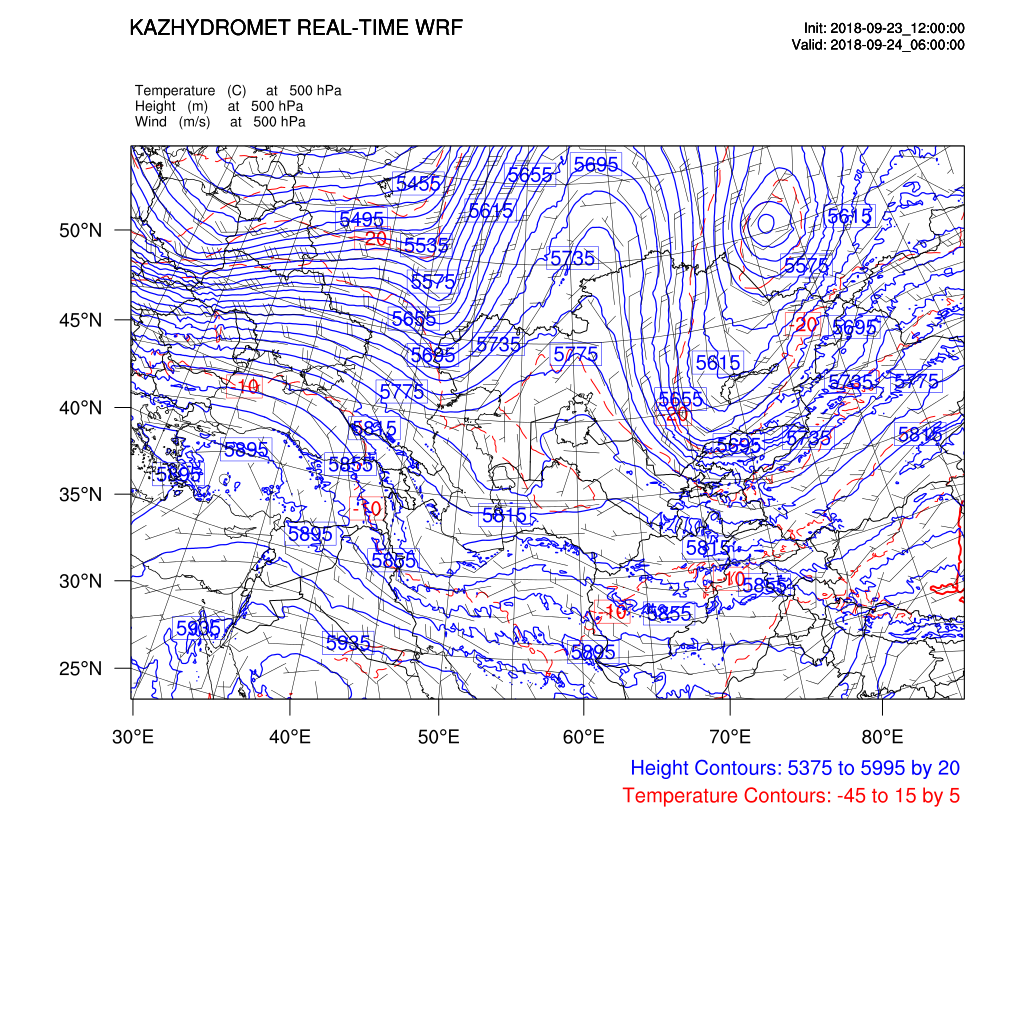 KAZHYDROMET REAL-TIME WRF
Init: 2018-09-23_12:00:00
Valid: 2018-09-24_06:00:00
Temperature (C) at 500 hPa
Height (m) at 500 hPa
Wind (m/s) at 500 hPa
5695
5655
5455
5615
5615
5495
50°N
-20
5535
5735
5575
5575
45°N
5655
-20
5695
5735
5695
5775
5615
-10
5775
5735
5775
5655
40°N
-20
5815
5815
5735
5695
5895
5855
5895
35°N
-10
5815
5895
5815
5855
30°N
-10
5855
-10
5855
5935
5935
5895
25°N
30°E 40°E 50°E 60°E 70°E 80°E
Height Contours: 5375 to 5995 by 20
Temperature Contours: -45 to 15 by 5